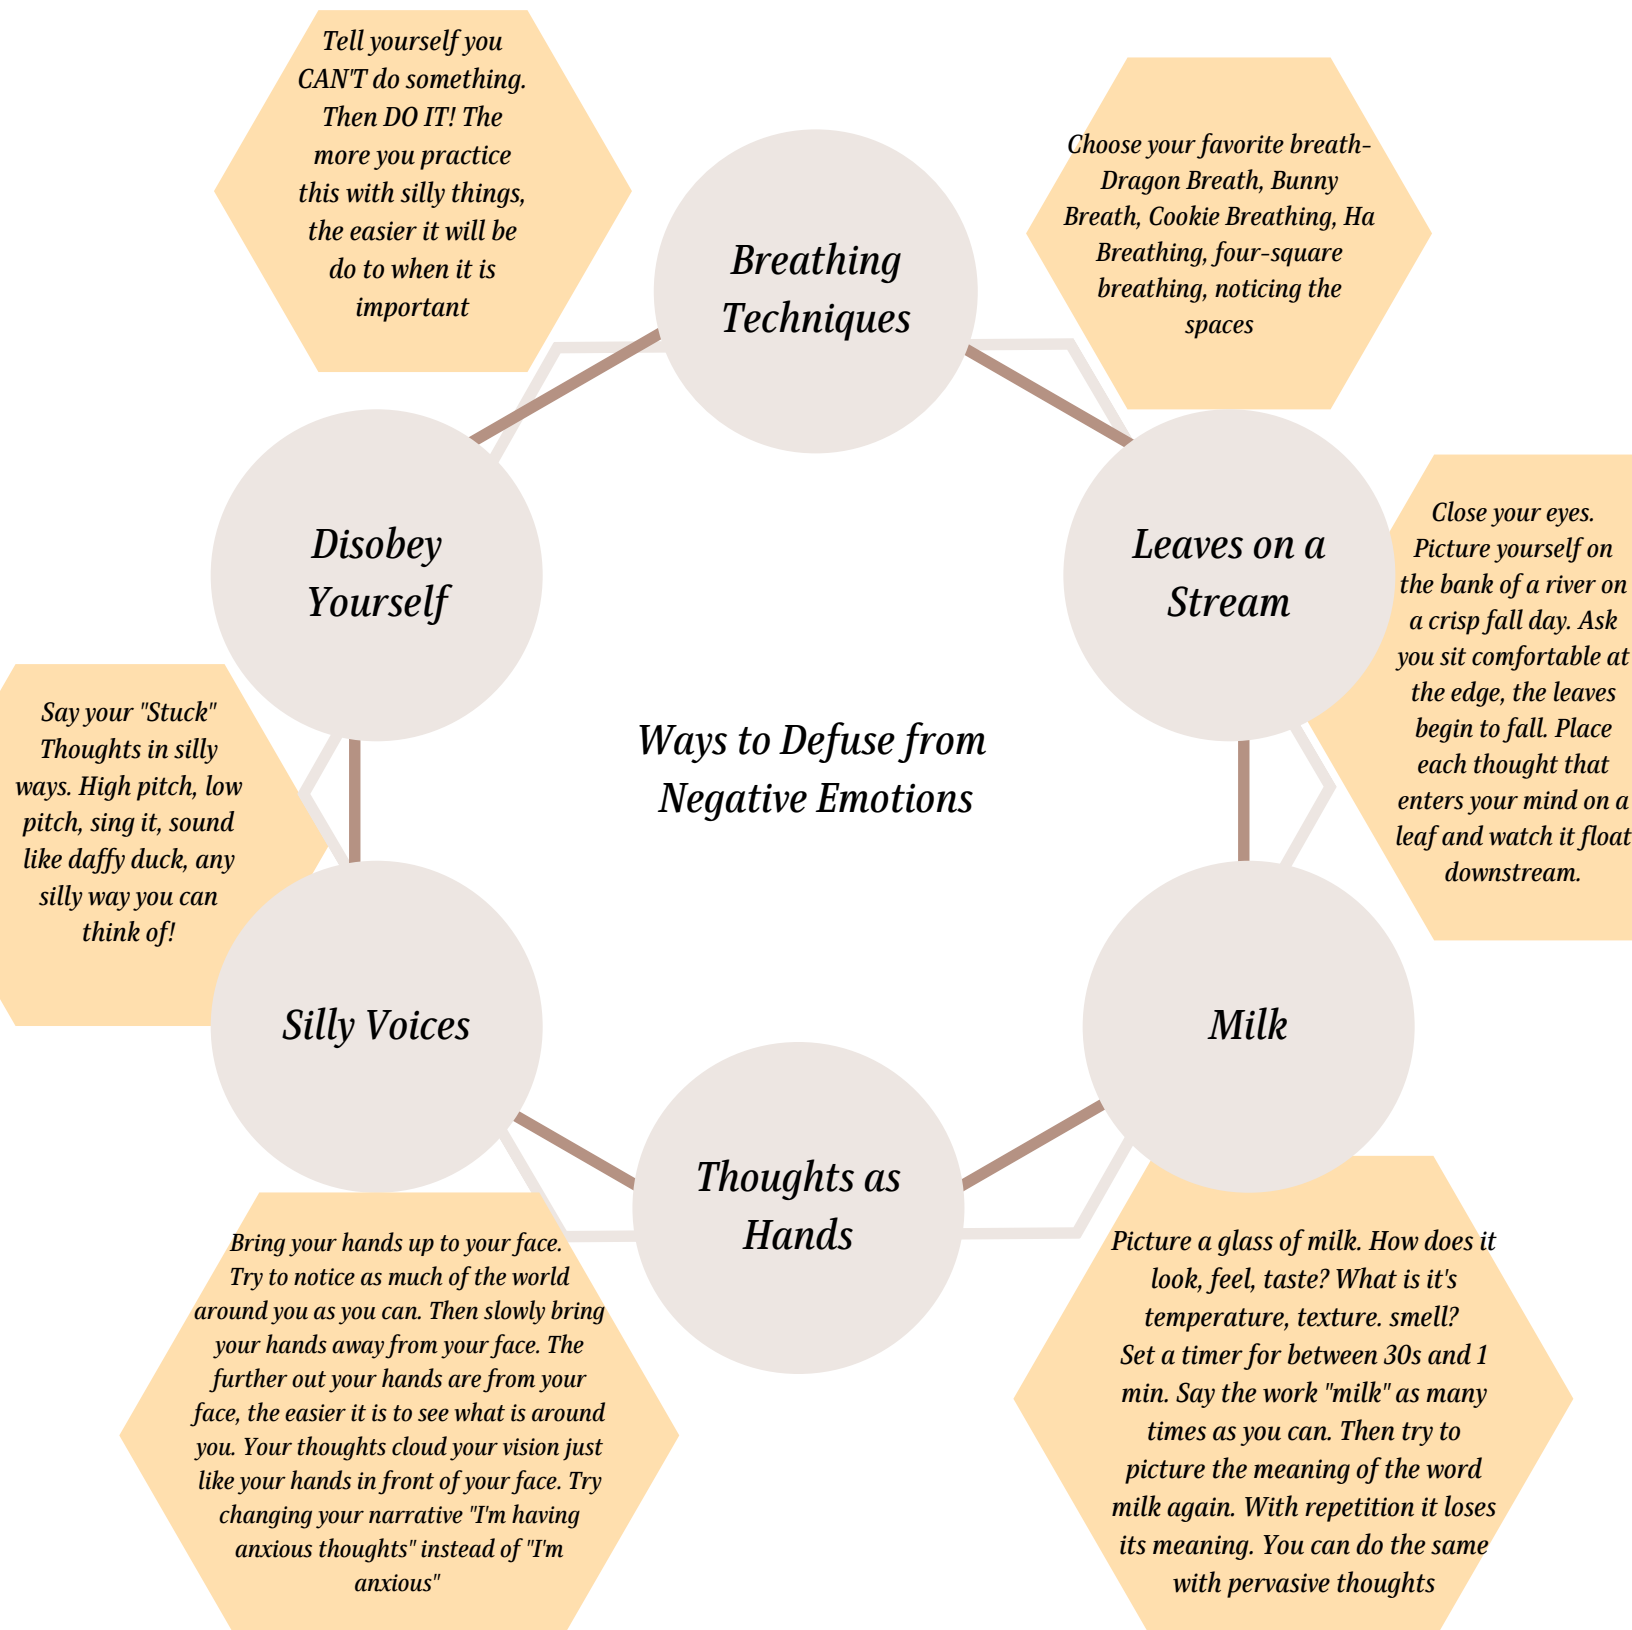 Tell yourself you
CAN'T do something.
Then DO IT! The
more you practice
this with silly things,
the easier it will be
do to when it is
important
Breathing
Techniques
Choose your favorite breath-
Dragon Breath, Bunny
Breath, Cookie Breathing, Ha
Breathing, four-square
breathing, noticing the
spaces
Disobey
Yourself
Leaves on a
Stream
Close your eyes.
Picture yourself on
the bank of a river on
a crisp fall day. Ask
you sit comfortable at
the edge, the leaves
begin to fall. Place
each thought that
enters your mind on a
leaf and watch it float
downstream.
Ways to Defuse from
Negative Emotions
Say your "Stuck"
Thoughts in silly
ways. High pitch, low
pitch, sing it, sound
like daffy duck, any
silly way you can
think of!
Silly Voices
Milk
Thoughts as
Hands
Bring your hands up to your face.
Try to notice as much of the world
around you as you can. Then slowly bring
your hands away from your face. The
further out your hands are from your
face, the easier it is to see what is around
you. Your thoughts cloud your vision just
like your hands in front of your face. Try
changing your narrative "I'm having
anxious thoughts" instead of "I'm
anxious"
Picture a glass of milk. How does it
look, feel, taste? What is it's
temperature, texture. smell?
Set a timer for between 30s and 1
min. Say the work "milk" as many
times as you can. Then try to
picture the meaning of the word
milk again. With repetition it loses
its meaning. You can do the same
with pervasive thoughts